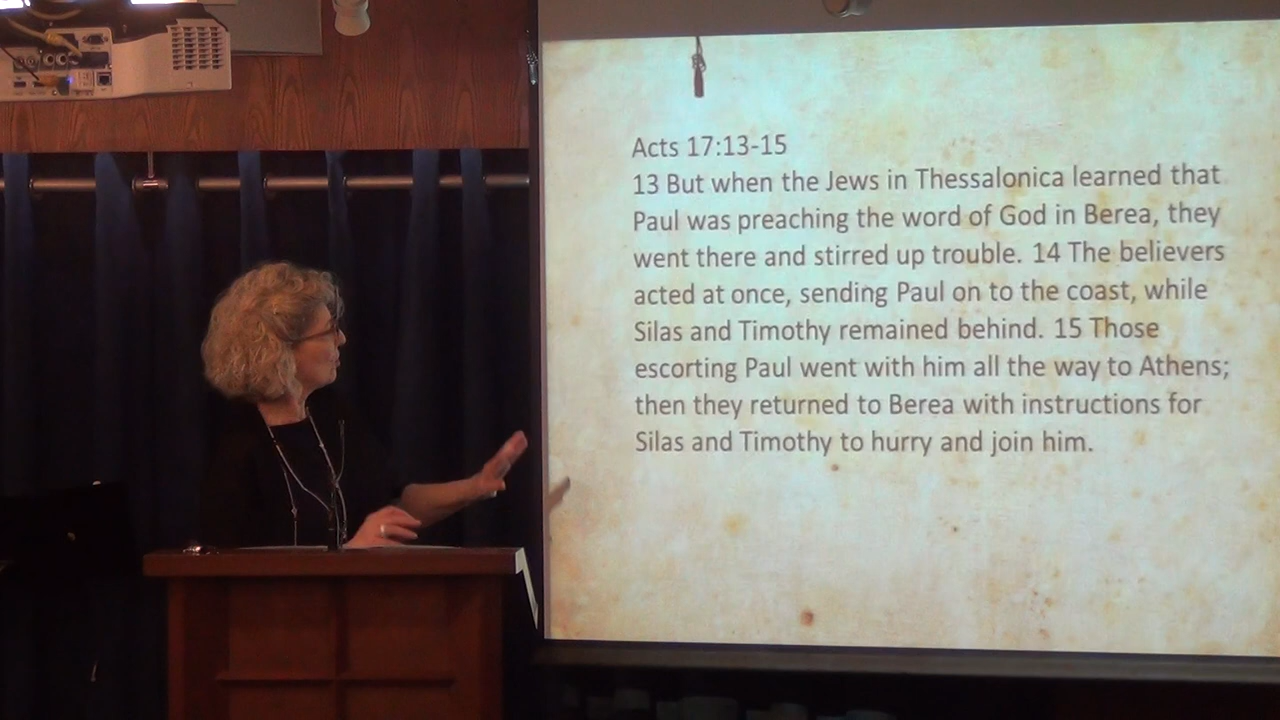 Acts 17:13-15
13 But when the Jews in Thessalonica learned that
Paul was preaching the word of God in Berea, they
went there and stirred up trouble. 14 The believers
acted at once, sending Paul on to the coast, while
Silas and Timothy remained behind. 15 Those
escorting Paul went with him all the way to Athens;
then they returned to Berea with instructions for
Silas and Timothy to hurry and join him.